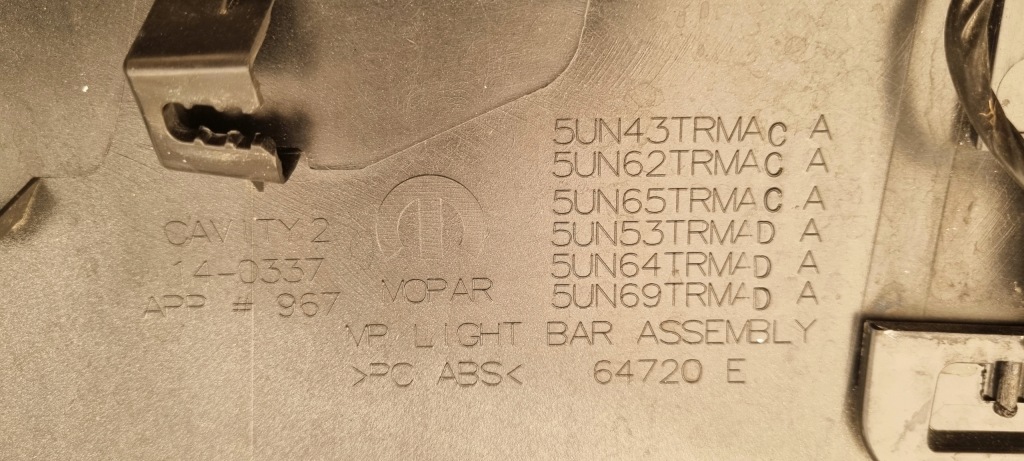 5UN43TRMAC A
5UN62TRMAC A
5UN65TRMAC A
5UN53TRMAD A
5UN64TRMAD A
5UN69TRMAD A
CAVITY 2
14-0337
APP # 967
MOPAR
VP LIGHT BAR ASSEMBLY
>PC ABS< 64720 E